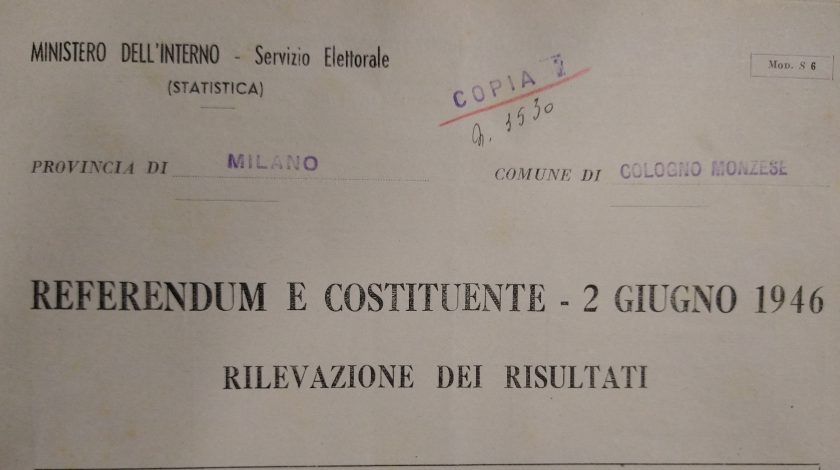 MINISTERO DELL'INTERNO - Servizio Elettorale
(STATISTICA)
COPIA
Mod. S 6
n. 3530
PROVINCIA DI MILANO
COMUNE DI COLOGNO MONZESE
REFERENDUM E COSTITUENTE - 2 GIUGNO 1946
RILEVAZIONE DEI RISULTATI